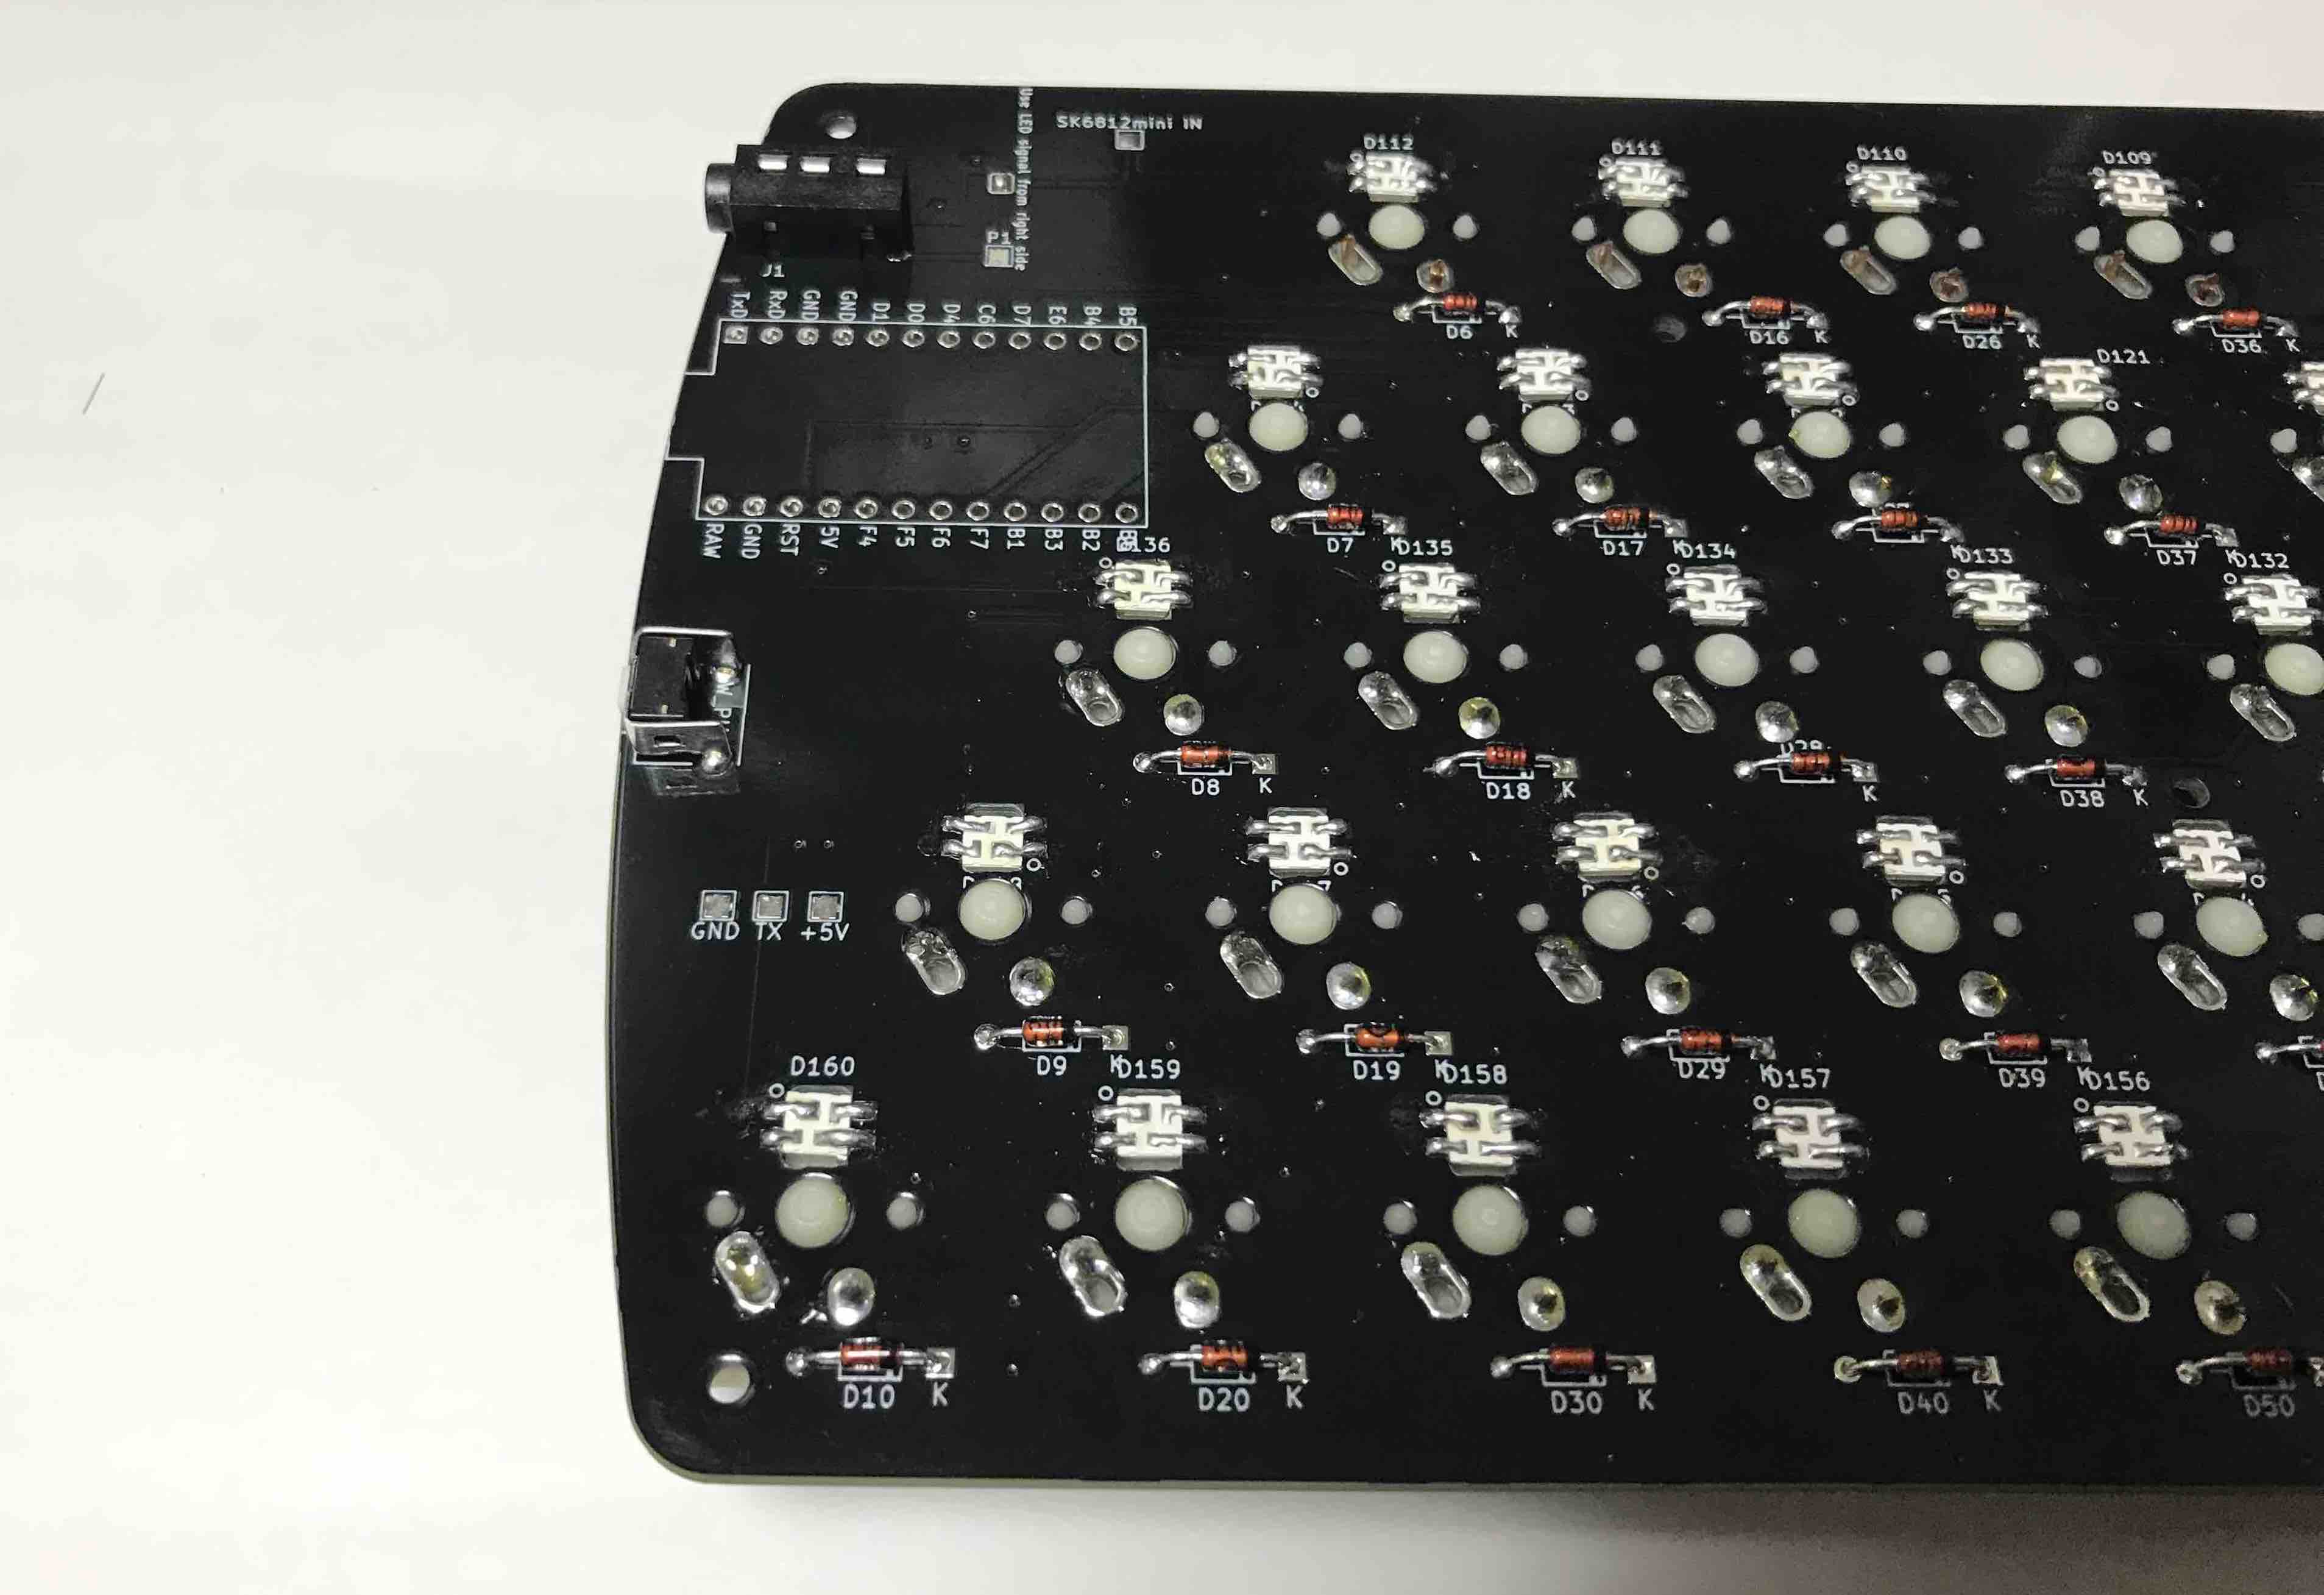 SK6812mini IN
Use LED signal from right side
P1
J1
D112
D111
D110
D109
TxD
RxD
GND
GND
D1
D0
D4
C6
D7
E6
B4
B5
D6
K
D16
K
D26
K
D36
K
D121
RAW
GND
RST
5V
F4
F5
F6
F7
B1
B3
B2
D7
K
D135
D17
K
D134
K
D133
D37
K
D132
D8
K
D18
K
K
D38
K
GND
TX
+5V
D160
D9
K
D159
D19
K
D158
D29
K
D157
D39
K
D156
D10
K
D20
K
D30
K
D40
K
D50